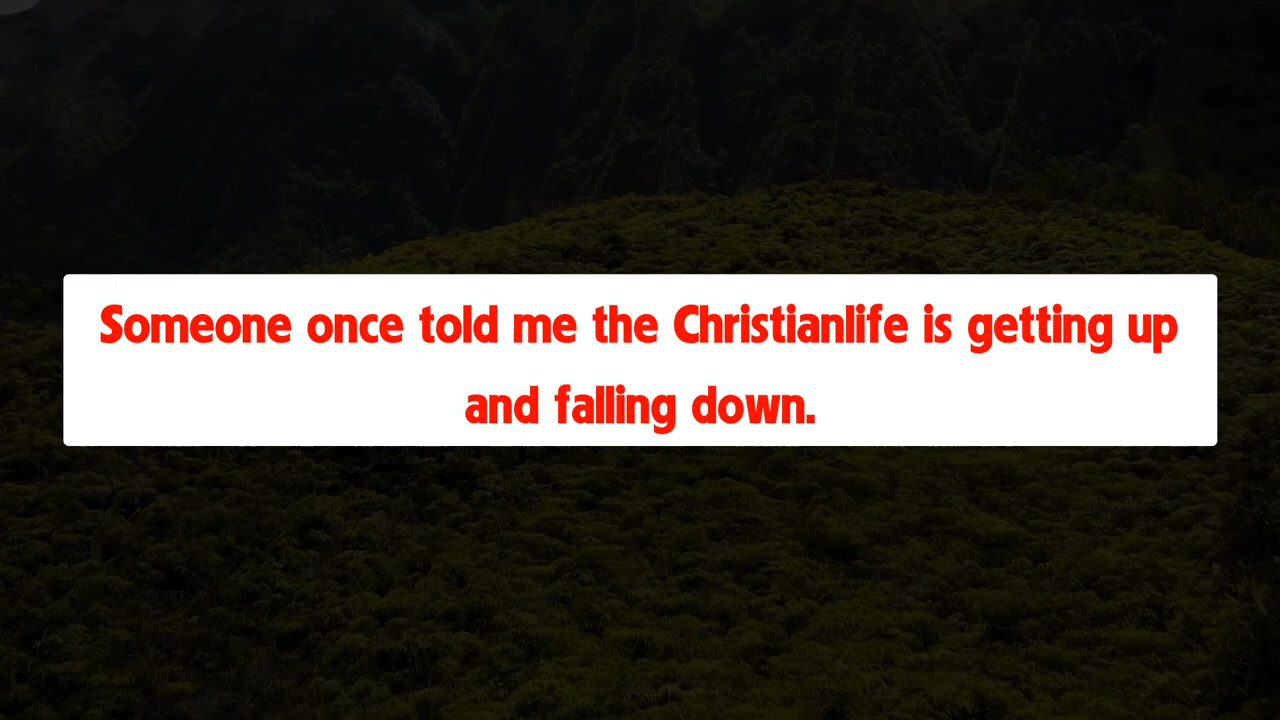 Someone once told me the Christianlife is getting up
and falling down.